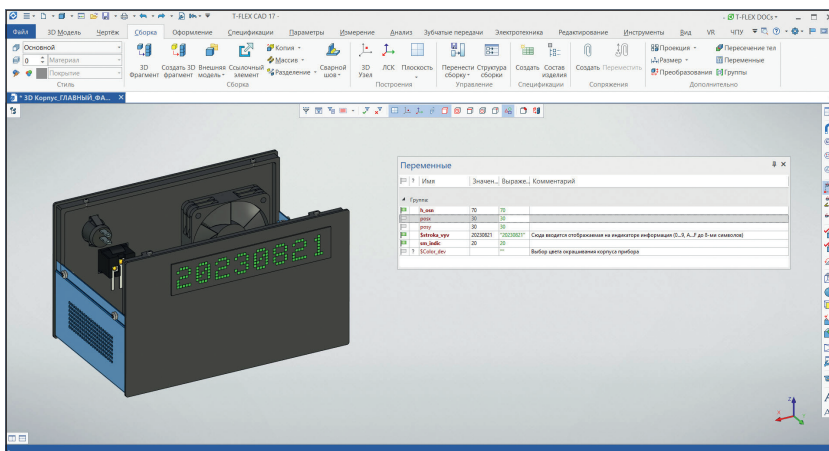 T-FLEX CAD 17 -
T-FLEX DOCs
Файл 3D Модель Чертёж Сборка Оформление Спецификации Параметры Измерение Анализ Зубчатые передачи Электротехника Редактирование Инструменты Вид VR ЧПУ
Основной
0 Материал
Покрытие
Стиль
3D Фрагмент
Создать 3D фрагмент
Внешняя модель
Ссылочный элемент
Копия
Массив
Разделение
Сварной шов
Сборка
3D Узел
ЛСК
Плоскость
Построения
Перенести сборку
Структура сборки
Управление
Создать
Состав изделия
Спецификации
Создать
Переместить
Сопряжения
Проекция
Размер
Преобразования
Пересечение тел
Переменные
Группы
Дополнительно
* 3D Корпус_ГЛАВНЫЙ_ФА...
Переменные
? Имя Значен... Выраже... Комментарий
Группа:
h_osn 70 70
posx 30 30
posy 30 30
$stroka_vyv 20230821 "20230821" Сюда вводится отображаемая на индикаторе информация (0...9, A...F до 8-ми символов)
sm_indic 20 20
? $Color_dev "" Выбор цвета окрашивания корпуса прибора
20230821
Z
X